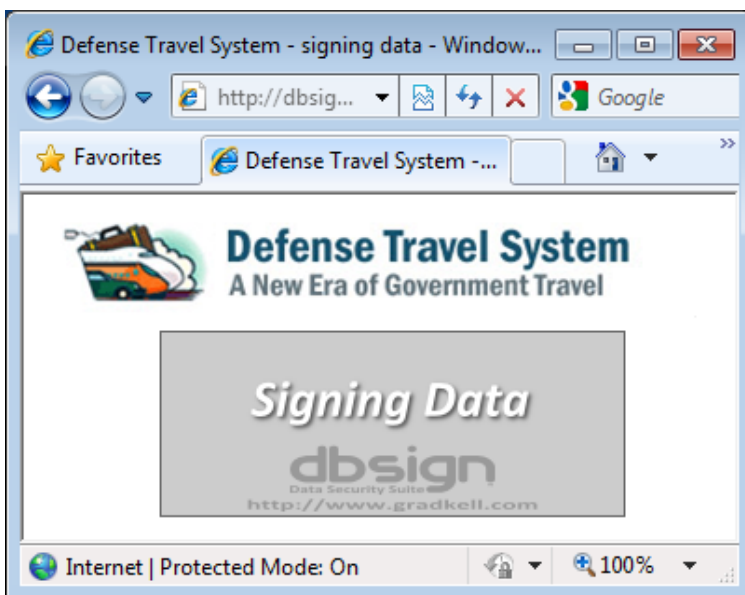 Defense Travel System - signing data - Window...
http://dbsig...
Google
Favorites
Defense Travel System -...
Defense Travel System
A New Era of Government Travel
Signing Data
dbsign
Data Security Suite
http://www.gradkell.com
Internet | Protected Mode: On
100%